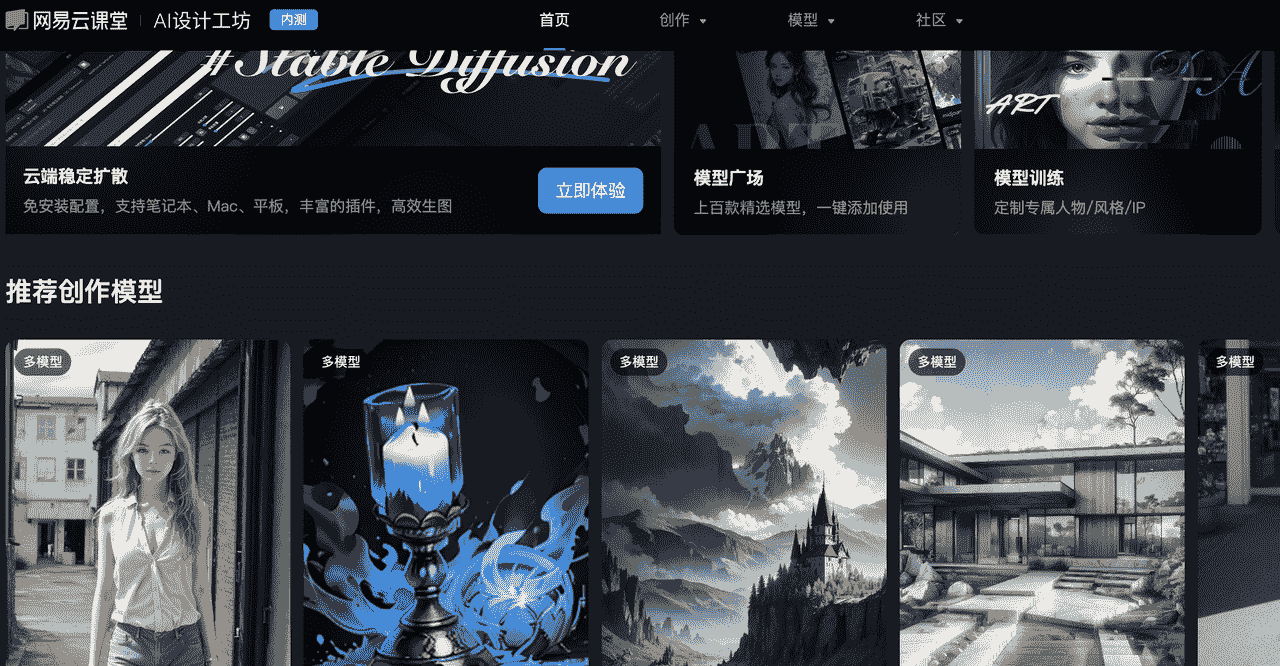 网易云课堂 AI设计工坊 内测 首页 创作 模型 社区
#Stable Diffusion
ART
ART
云端稳定扩散
免安装配置，支持笔记本、Mac、平板，丰富的插件，高效生图
立即体验
模型广场
上百款精选模型，一键添加使用
模型训练
定制专属人物/风格/IP
推荐创作模型
多模型 多模型 多模型 多模型 多模型